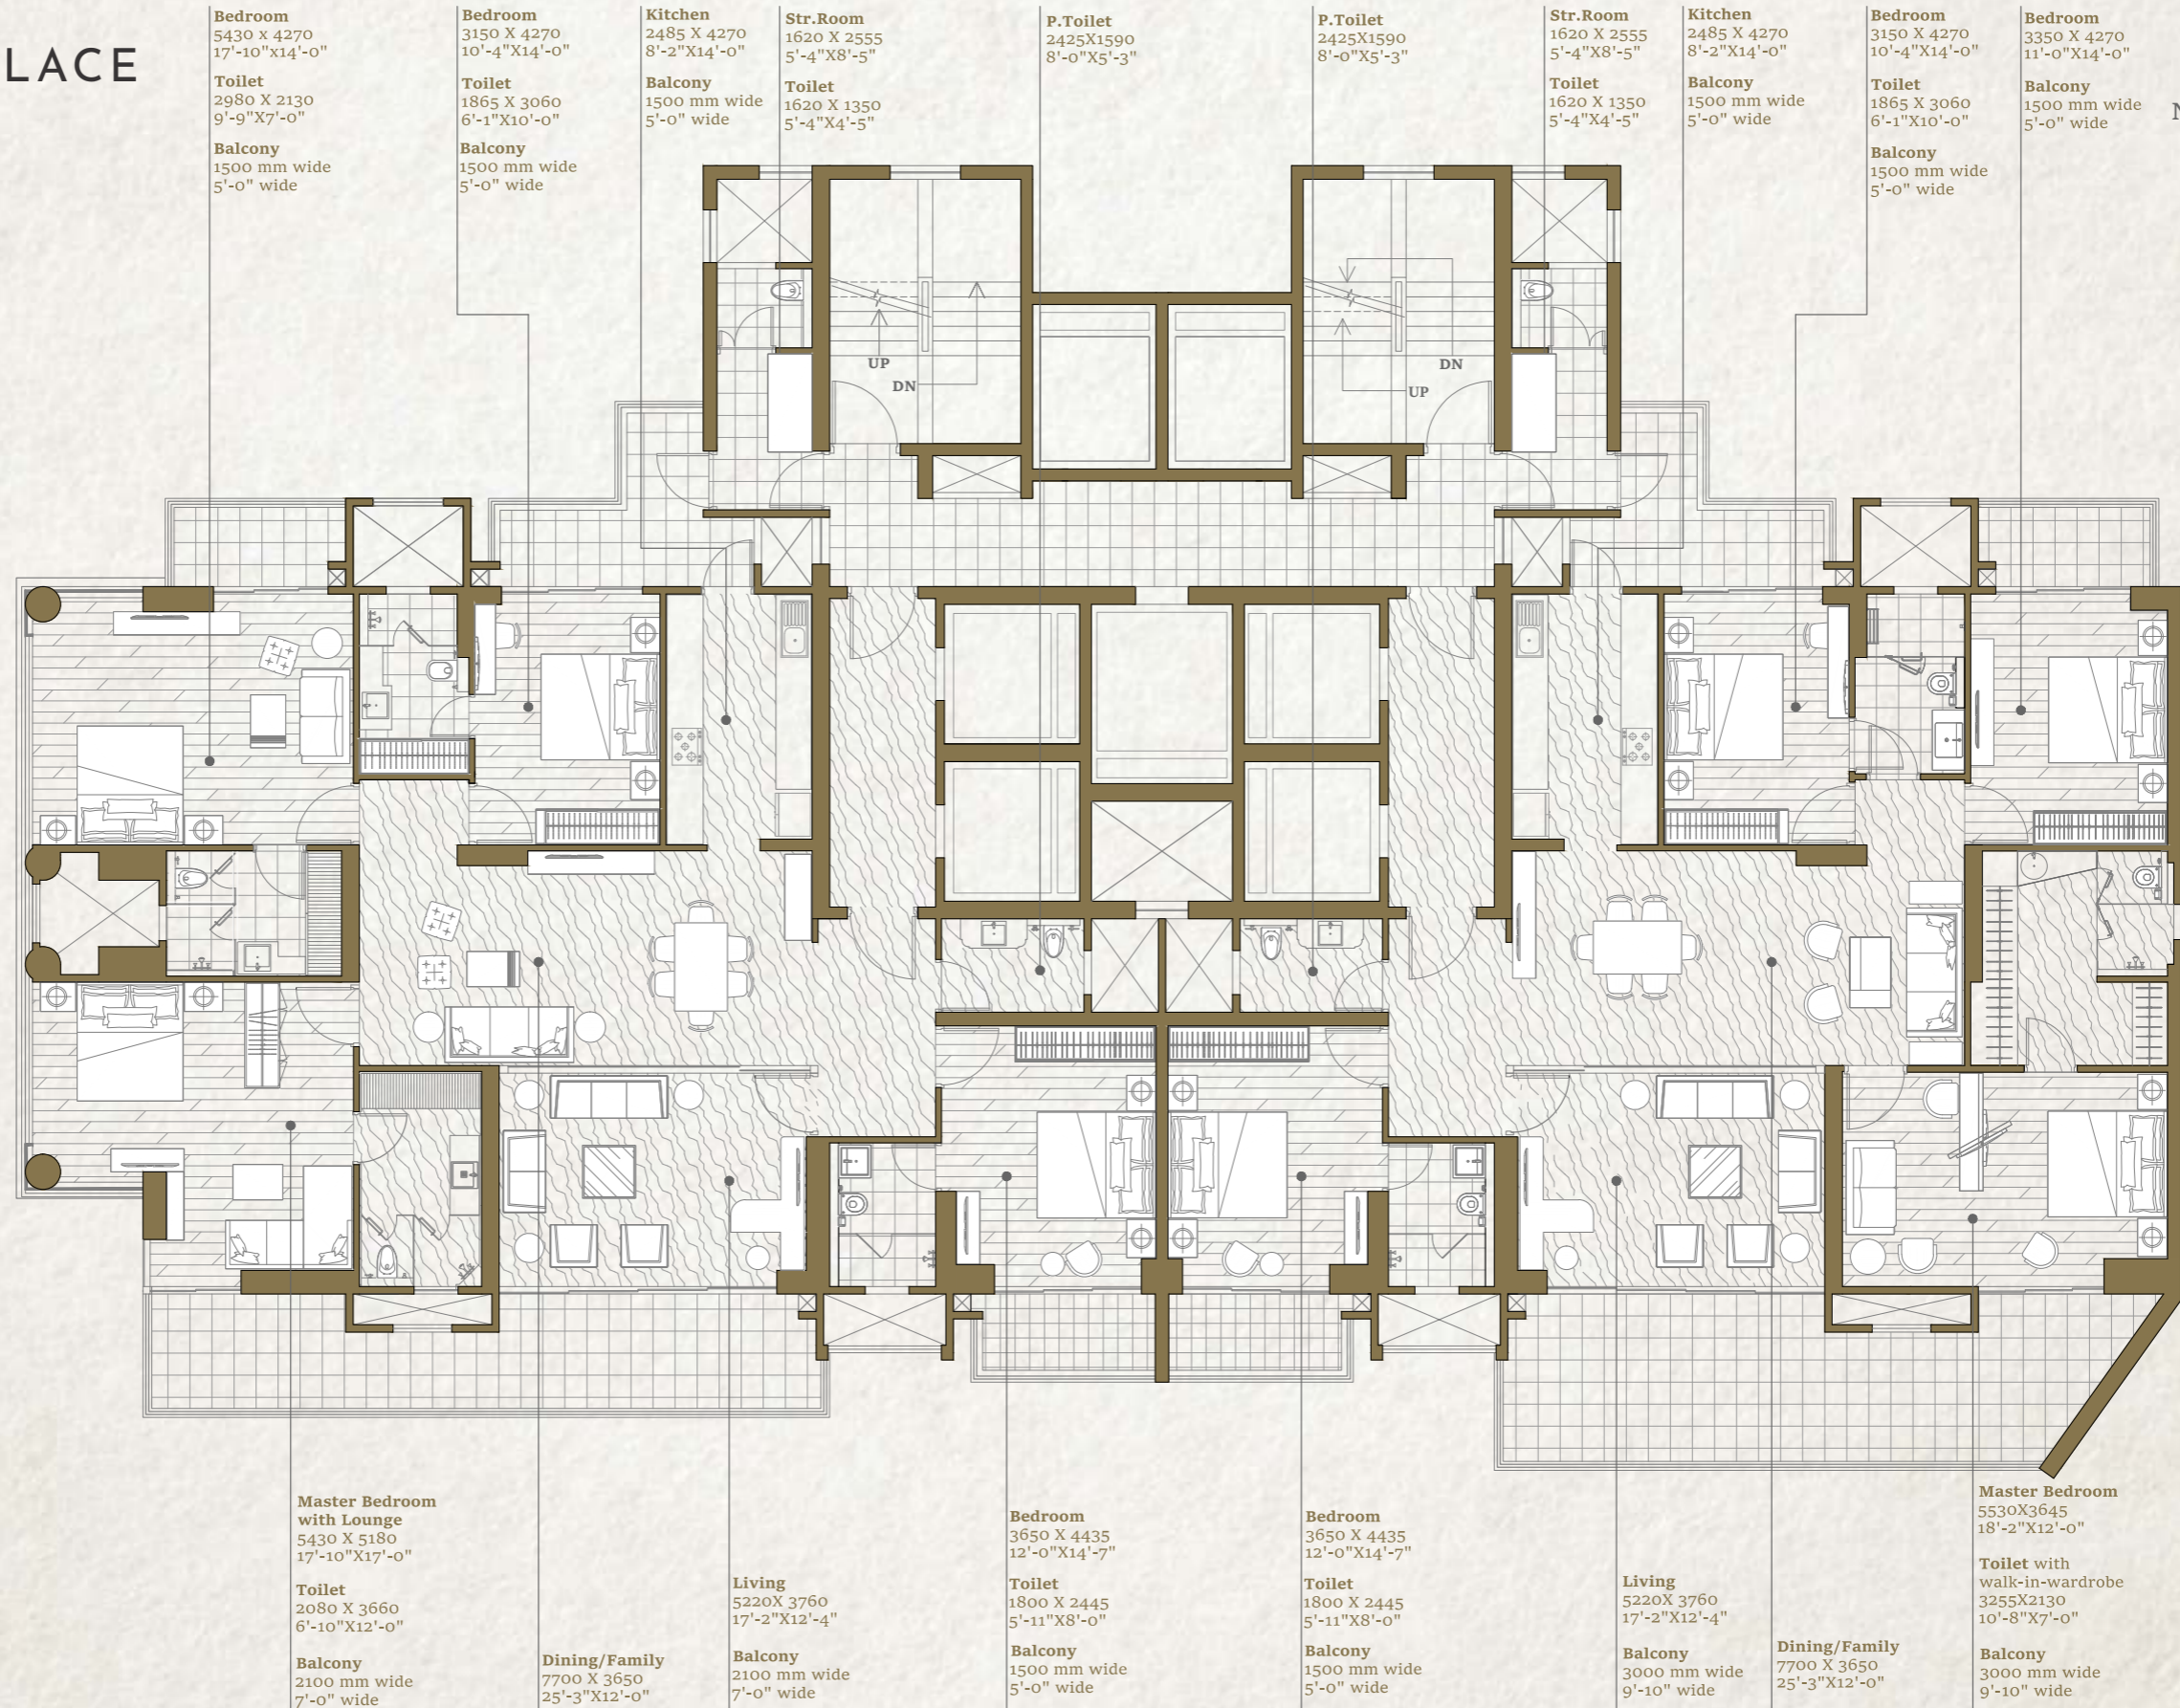 LACE
Bedroom
5430 x 4270
17'-10"x14'-0"
Toilet
2980 X 2130
9'-9"X7'-0"
Balcony
1500 mm wide
5'-0" wide
Bedroom
3150 X 4270
10'-4"X14'-0"
Toilet
1865 X 3060
6'-1"X10'-0"
Balcony
1500 mm wide
5'-0" wide
Kitchen
2485 X 4270
8'-2"X14'-0"
Balcony
1500 mm wide
5'-0" wide
Str.Room
1620 X 2555
5'-4"X8'-5"
Toilet
1620 X 1350
5'-4"X4'-5"
P.Toilet
2425X1590
8'-0"X5'-3"
P.Toilet
2425X1590
8'-0"X5'-3"
Str.Room
1620 X 2555
5'-4"X8'-5"
Toilet
1620 X 1350
5'-4"X4'-5"
Kitchen
2485 X 4270
8'-2"X14'-0"
Balcony
1500 mm wide
5'-0" wide
Bedroom
3150 X 4270
10'-4"X14'-0"
Toilet
1865 X 3060
6'-1"X10'-0"
Balcony
1500 mm wide
5'-0" wide
Bedroom
3350 X 4270
11'-0"X14'-0"
Balcony
1500 mm wide
5'-0" wide
UP
DN
DN
UP
Master Bedroom
with Lounge
5430 X 5180
17'-10"X17'-0"
Toilet
2080 X 3660
6'-10"X12'-0"
Balcony
2100 mm wide
7'-0" wide
Dining/Family
7700 X 3650
25'-3"X12'-0"
Living
5220X 3760
17'-2"X12'-4"
Balcony
2100 mm wide
7'-0" wide
Bedroom
3650 X 4435
12'-0"X14'-7"
Toilet
1800 X 2445
5'-11"X8'-0"
Balcony
1500 mm wide
5'-0" wide
Bedroom
3650 X 4435
12'-0"X14'-7"
Toilet
1800 X 2445
5'-11"X8'-0"
Balcony
1500 mm wide
5'-0" wide
Living
5220X 3760
17'-2"X12'-4"
Balcony
3000 mm wide
9'-10" wide
Dining/Family
7700 X 3650
25'-3"X12'-0"
Master Bedroom
5530X3645
18'-2"X12'-0"
Toilet with
walk-in-wardrobe
3255X2130
10'-8"X7'-0"
Balcony
3000 mm wide
9'-10" wide